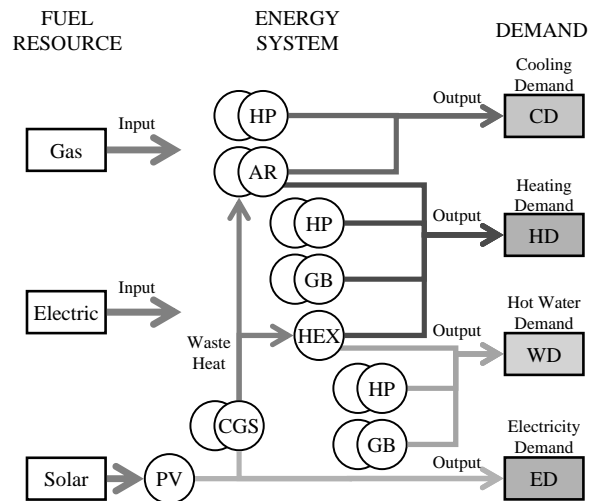 FUEL
RESOURCE
ENERGY
SYSTEM
DEMAND
Cooling
Demand
HP
Output
CD
Input
Gas
AR
Heating
Demand
HP
Output
HD
GB
Input
Electric
Hot Water
Demand
Waste
Heat
HEX
Output
WD
HP
CGS
GB
Electricity
Demand
Solar
PV
Output
ED